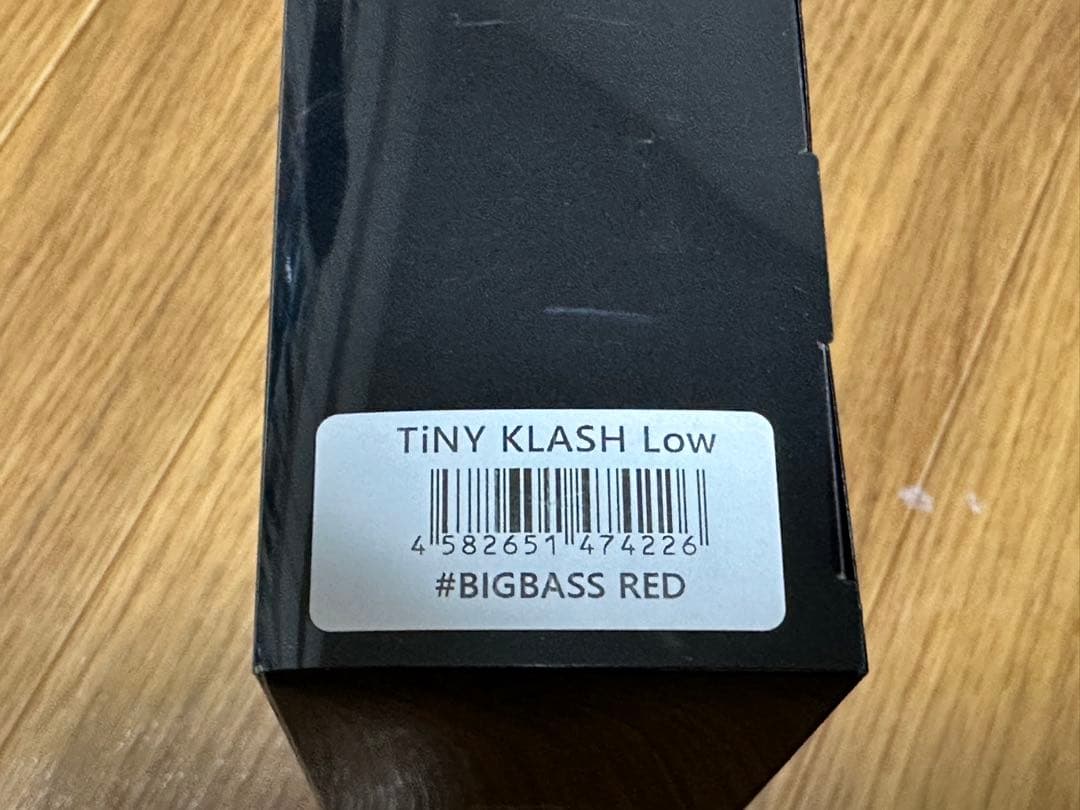 TiNY KLASH Low
4 582651 474226
#BIGBASS RED